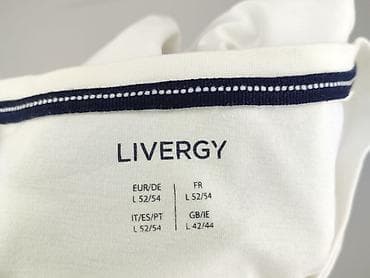 LIVERGY
EUR/DE FR
L 52/54 L 52/54
IT/ES/PT GB/IE
L 52/54 L 42/44